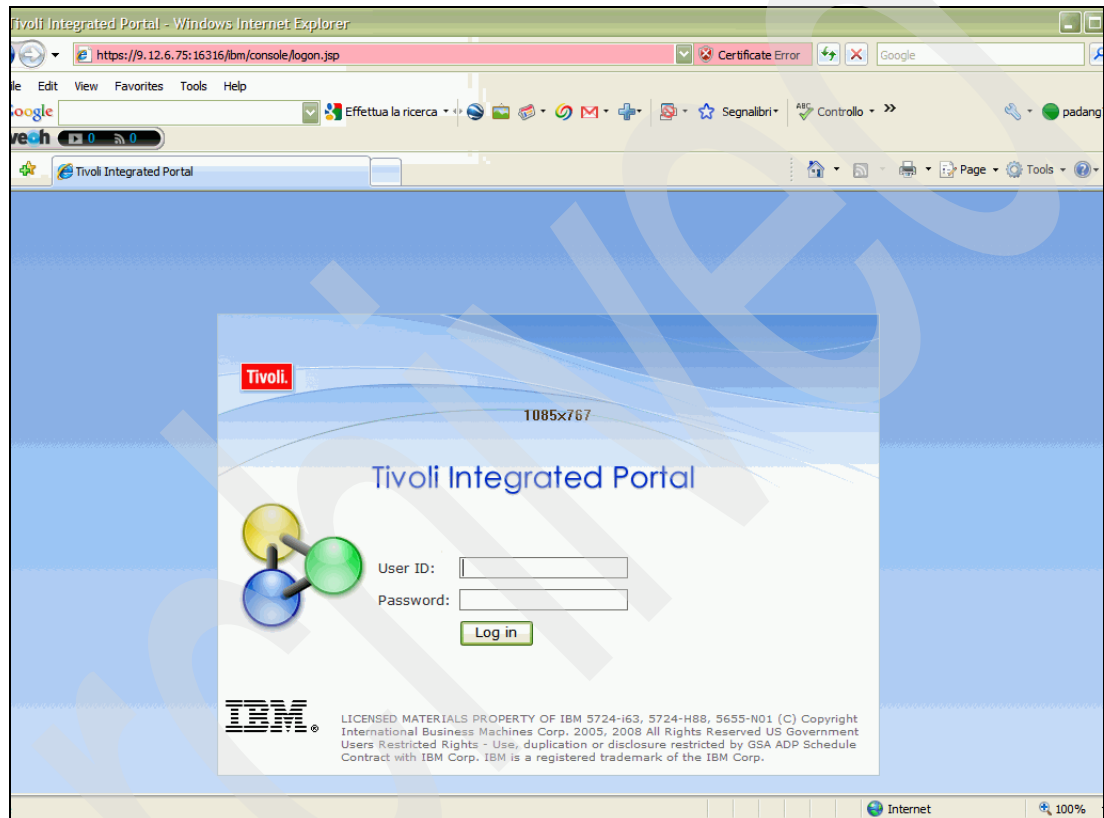 Tivoli Integrated Portal - Windows Internet Explorer
https://9.12.6.75:16316/ibm/console/logon.jsp Certificate Error Google
Edit View Favorites Tools Help
Google Effettua la ricerca Segnalibri ABC Controllo padang
0 0
Tivoli Integrated Portal Page Tools
Tivoli.
1085x767
Tivoli Integrated Portal
User ID:
Password:
Log in
IBM ®
LICENSED MATERIALS PROPERTY OF IBM 5724-i63, 5724-H88, 5655-N01 (C) Copyright
International Business Machines Corp. 2005, 2008 All Rights Reserved US Government
Users Restricted Rights - Use, duplication or disclosure restricted by GSA ADP Schedule
Contract with IBM Corp. IBM is a registered trademark of the IBM Corp.
Internet 100%